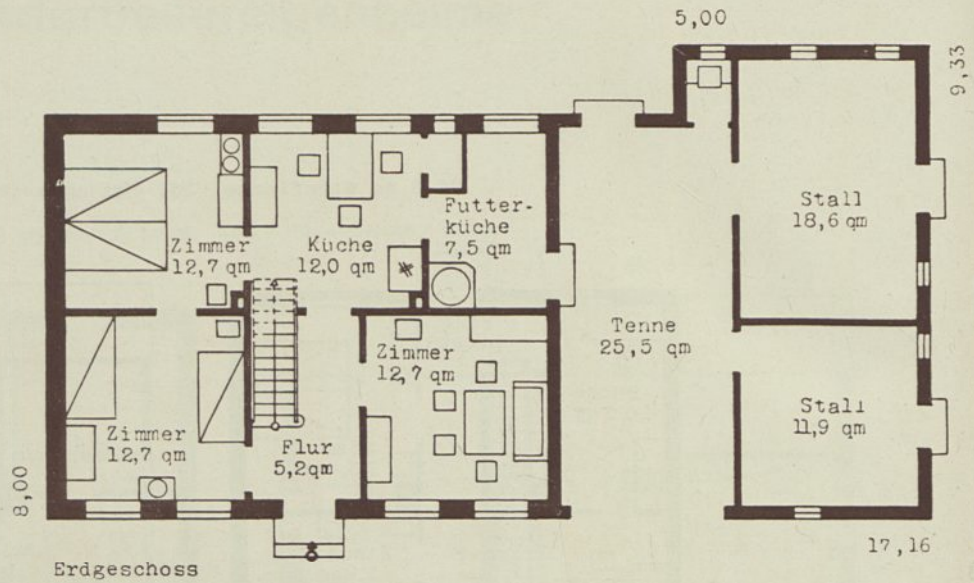 5,00
9,33
Stall
18,6 qm
Futter-
küche
7,5 qm
Zimmer
12,7 qm
Küche
12,0 qm
Tenne
25,5 qm
Zimmer
12,7 qm
Stall
11,9 qm
Zimmer
12,7 qm
Flur
5,2qm
8,00
17,16
Erdgeschoss